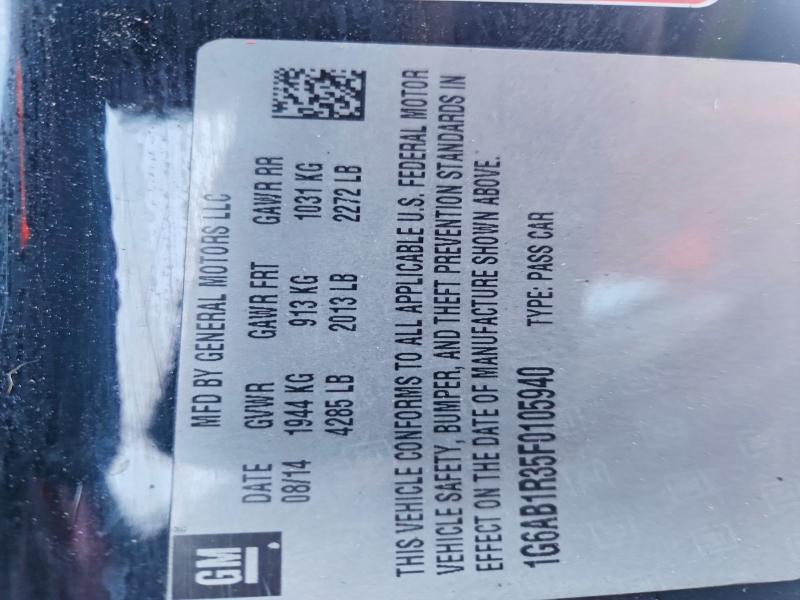 GM
MFD BY GENERAL MOTORS LLC
DATE GVWR GAWR FRT GAWR RR
08/14 1944 KG 913 KG 1031 KG
4285 LB 2013 LB 2272 LB
THIS VEHICLE CONFORMS TO ALL APPLICABLE U.S. FEDERAL MOTOR
VEHICLE SAFETY, BUMPER, AND THEFT PREVENTION STANDARDS IN
EFFECT ON THE DATE OF MANUFACTURE SHOWN ABOVE.
1G6AB1R35F0105940 TYPE: PASS CAR